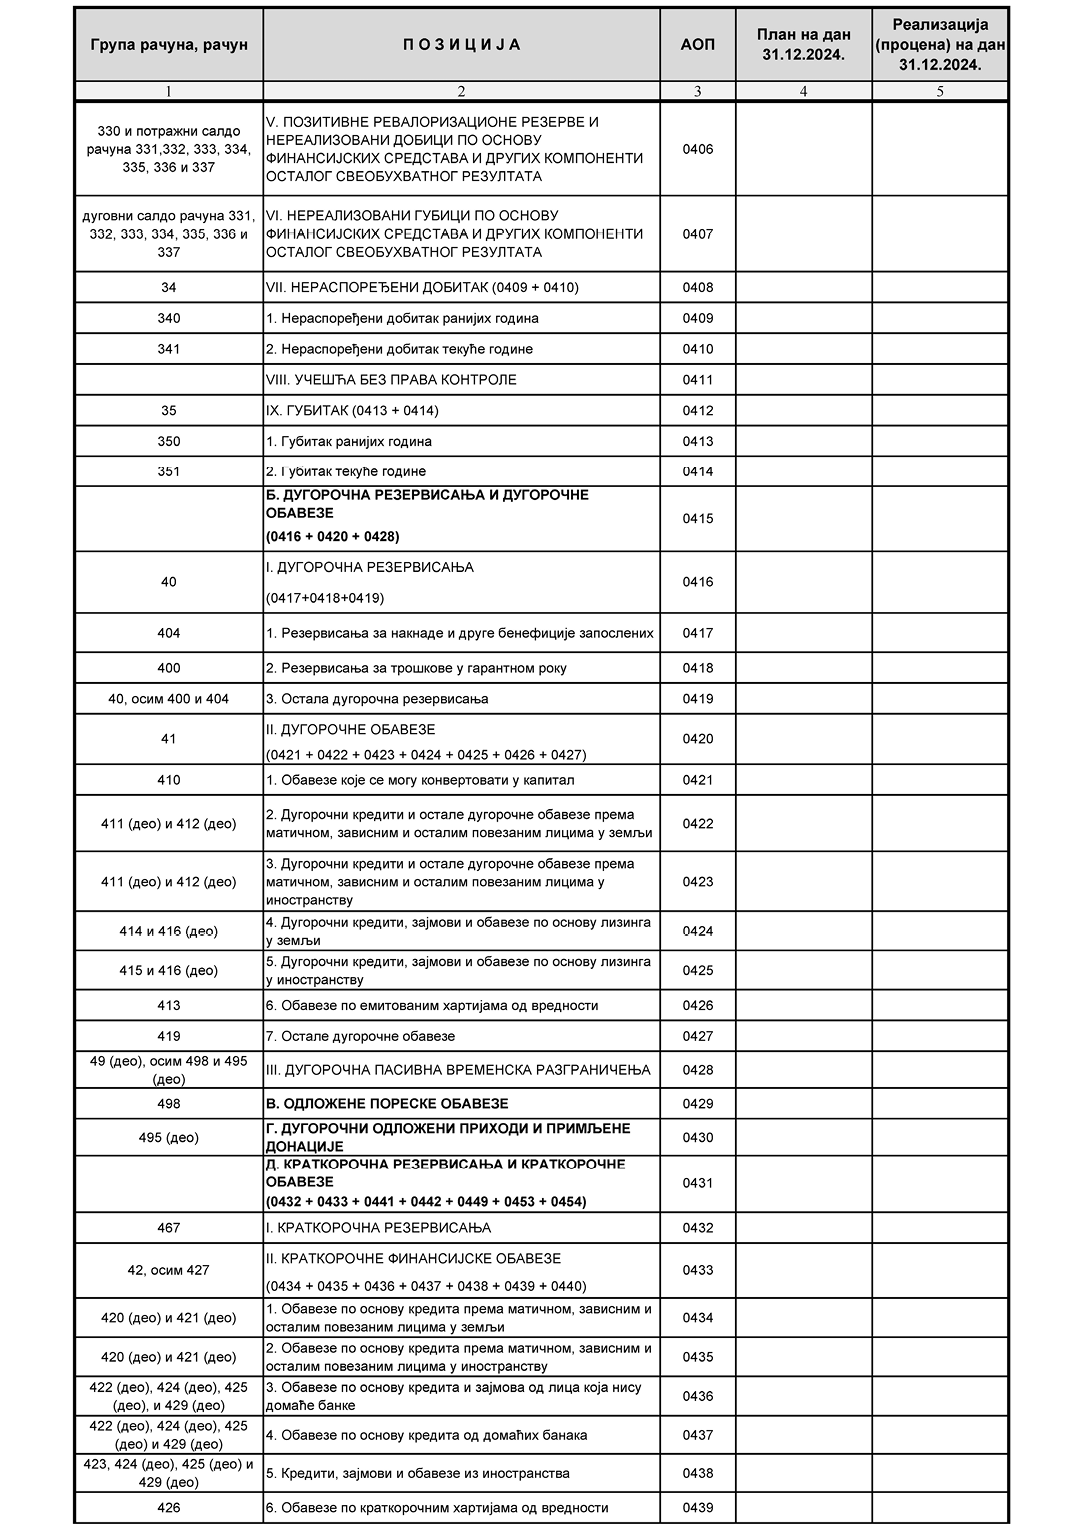 Група рачуна, рачун
П О З И Ц И Ј А
АОП
План на дан
31.12.2024.
Реализација
(процена) на дан
31.12.2024.
1
2
3
4
5
330 и потражни салдо
рачуна 331,332, 333, 334,
335, 336 и 337
V. ПОЗИТИВНЕ РЕВАЛОРИЗАЦИОНЕ РЕЗЕРВЕ И
НЕРЕАЛИЗОВАНИ ДОБИЦИ ПО ОСНОВУ
ФИНАНСИЈСКИХ СРЕДСТАВА И ДРУГИХ КОМПОНЕНТИ
ОСТАЛОГ СВЕОБУХВАТНОГ РЕЗУЛТАТА
0406
дуговни салдо рачуна 331,
332, 333, 334, 335, 336 и
337
VI. НЕРЕАЛИЗОВАНИ ГУБИЦИ ПО ОСНОВУ
ФИНАНСИЈСКИХ СРЕДСТАВА И ДРУГИХ КОМПОНЕНТИ
ОСТАЛОГ СВЕОБУХВАТНОГ РЕЗУЛТАТА
0407
34
VII. НЕРАСПОРЕЂЕНИ ДОБИТАК (0409 + 0410)
0408
340
1. Нераспоређени добитак ранијих година
0409
341
2. Нераспоређени добитак текуће године
0410
VIII. УЧЕШЋА БЕЗ ПРАВА КОНТРОЛЕ
0411
35
IX. ГУБИТАК (0413 + 0414)
0412
350
1. Губитак ранијих година
0413
351
2. Губитак текуће године
0414
Б. ДУГОРОЧНА РЕЗЕРВИСАЊА И ДУГОРОЧНЕ
ОБАВЕЗЕ
(0416 + 0420 + 0428)
0415
40
I. ДУГОРОЧНА РЕЗЕРВИСАЊА
(0417+0418+0419)
0416
404
1. Резервисања за накнаде и друге бенефиције запослених
0417
400
2. Резервисања за трошкове у гарантном року
0418
40, осим 400 и 404
3. Остала дугорочна резервисања
0419
41
II. ДУГОРОЧНЕ ОБАВЕЗЕ
(0421 + 0422 + 0423 + 0424 + 0425 + 0426 + 0427)
0420
410
1. Обавезе које се могу конвертовати у капитал
0421
411 (део) и 412 (део)
2. Дугорочни кредити и остале дугорочне обавезе према
матичном, зависним и осталим повезаним лицима у земљи
0422
411 (део) и 412 (део)
3. Дугорочни кредити и остале дугорочне обавезе према
матичном, зависним и осталим повезаним лицима у
иностранству
0423
414 и 416 (део)
4. Дугорочни кредити, зајмови и обавезе по основу лизинга
у земљи
0424
415 и 416 (део)
5. Дугорочни кредити, зајмови и обавезе по основу лизинга
у иностранству
0425
413
6. Обавезе по емитованим хартијама од вредности
0426
419
7. Остале дугорочне обавезе
0427
49 (део), осим 498 и 495
(део)
III. ДУГОРОЧНА ПАСИВНА ВРЕМЕНСКА РАЗГРАНИЧЕЊА
0428
498
В. ОДЛОЖЕНЕ ПОРЕСКЕ ОБАВЕЗЕ
0429
495 (део)
Г. ДУГОРОЧНИ ОДЛОЖЕНИ ПРИХОДИ И ПРИМЉЕНЕ
ДОНАЦИЈЕ
0430
Д. КРАТКОРОЧНА РЕЗЕРВИСАЊА И КРАТКОРОЧНЕ
ОБАВЕЗЕ
(0432 + 0433 + 0441 + 0442 + 0449 + 0453 + 0454)
0431
467
I. КРАТКОРОЧНА РЕЗЕРВИСАЊА
0432
42, осим 427
II. КРАТКОРОЧНЕ ФИНАНСИЈСКЕ ОБАВЕЗЕ
(0434 + 0435 + 0436 + 0437 + 0438 + 0439 + 0440)
0433
420 (део) и 421 (део)
1. Обавезе по основу кредита према матичном, зависним и
осталим повезаним лицима у земљи
0434
420 (део) и 421 (део)
2. Обавезе по основу кредита према матичном, зависним и
осталим повезаним лицима у иностранству
0435
422 (део), 424 (део), 425
(део), и 429 (део)
3. Обавезе по основу кредита и зајмова од лица која нису
домаће банке
0436
422 (део), 424 (део), 425
(део) и 429 (део)
4. Обавезе по основу кредита од домаћих банака
0437
423, 424 (део), 425 (део) и
429 (део)
5. Кредити, зајмови и обавезе из иностранства
0438
426
6. Обавезе по краткорочним хартијама од вредности
0439